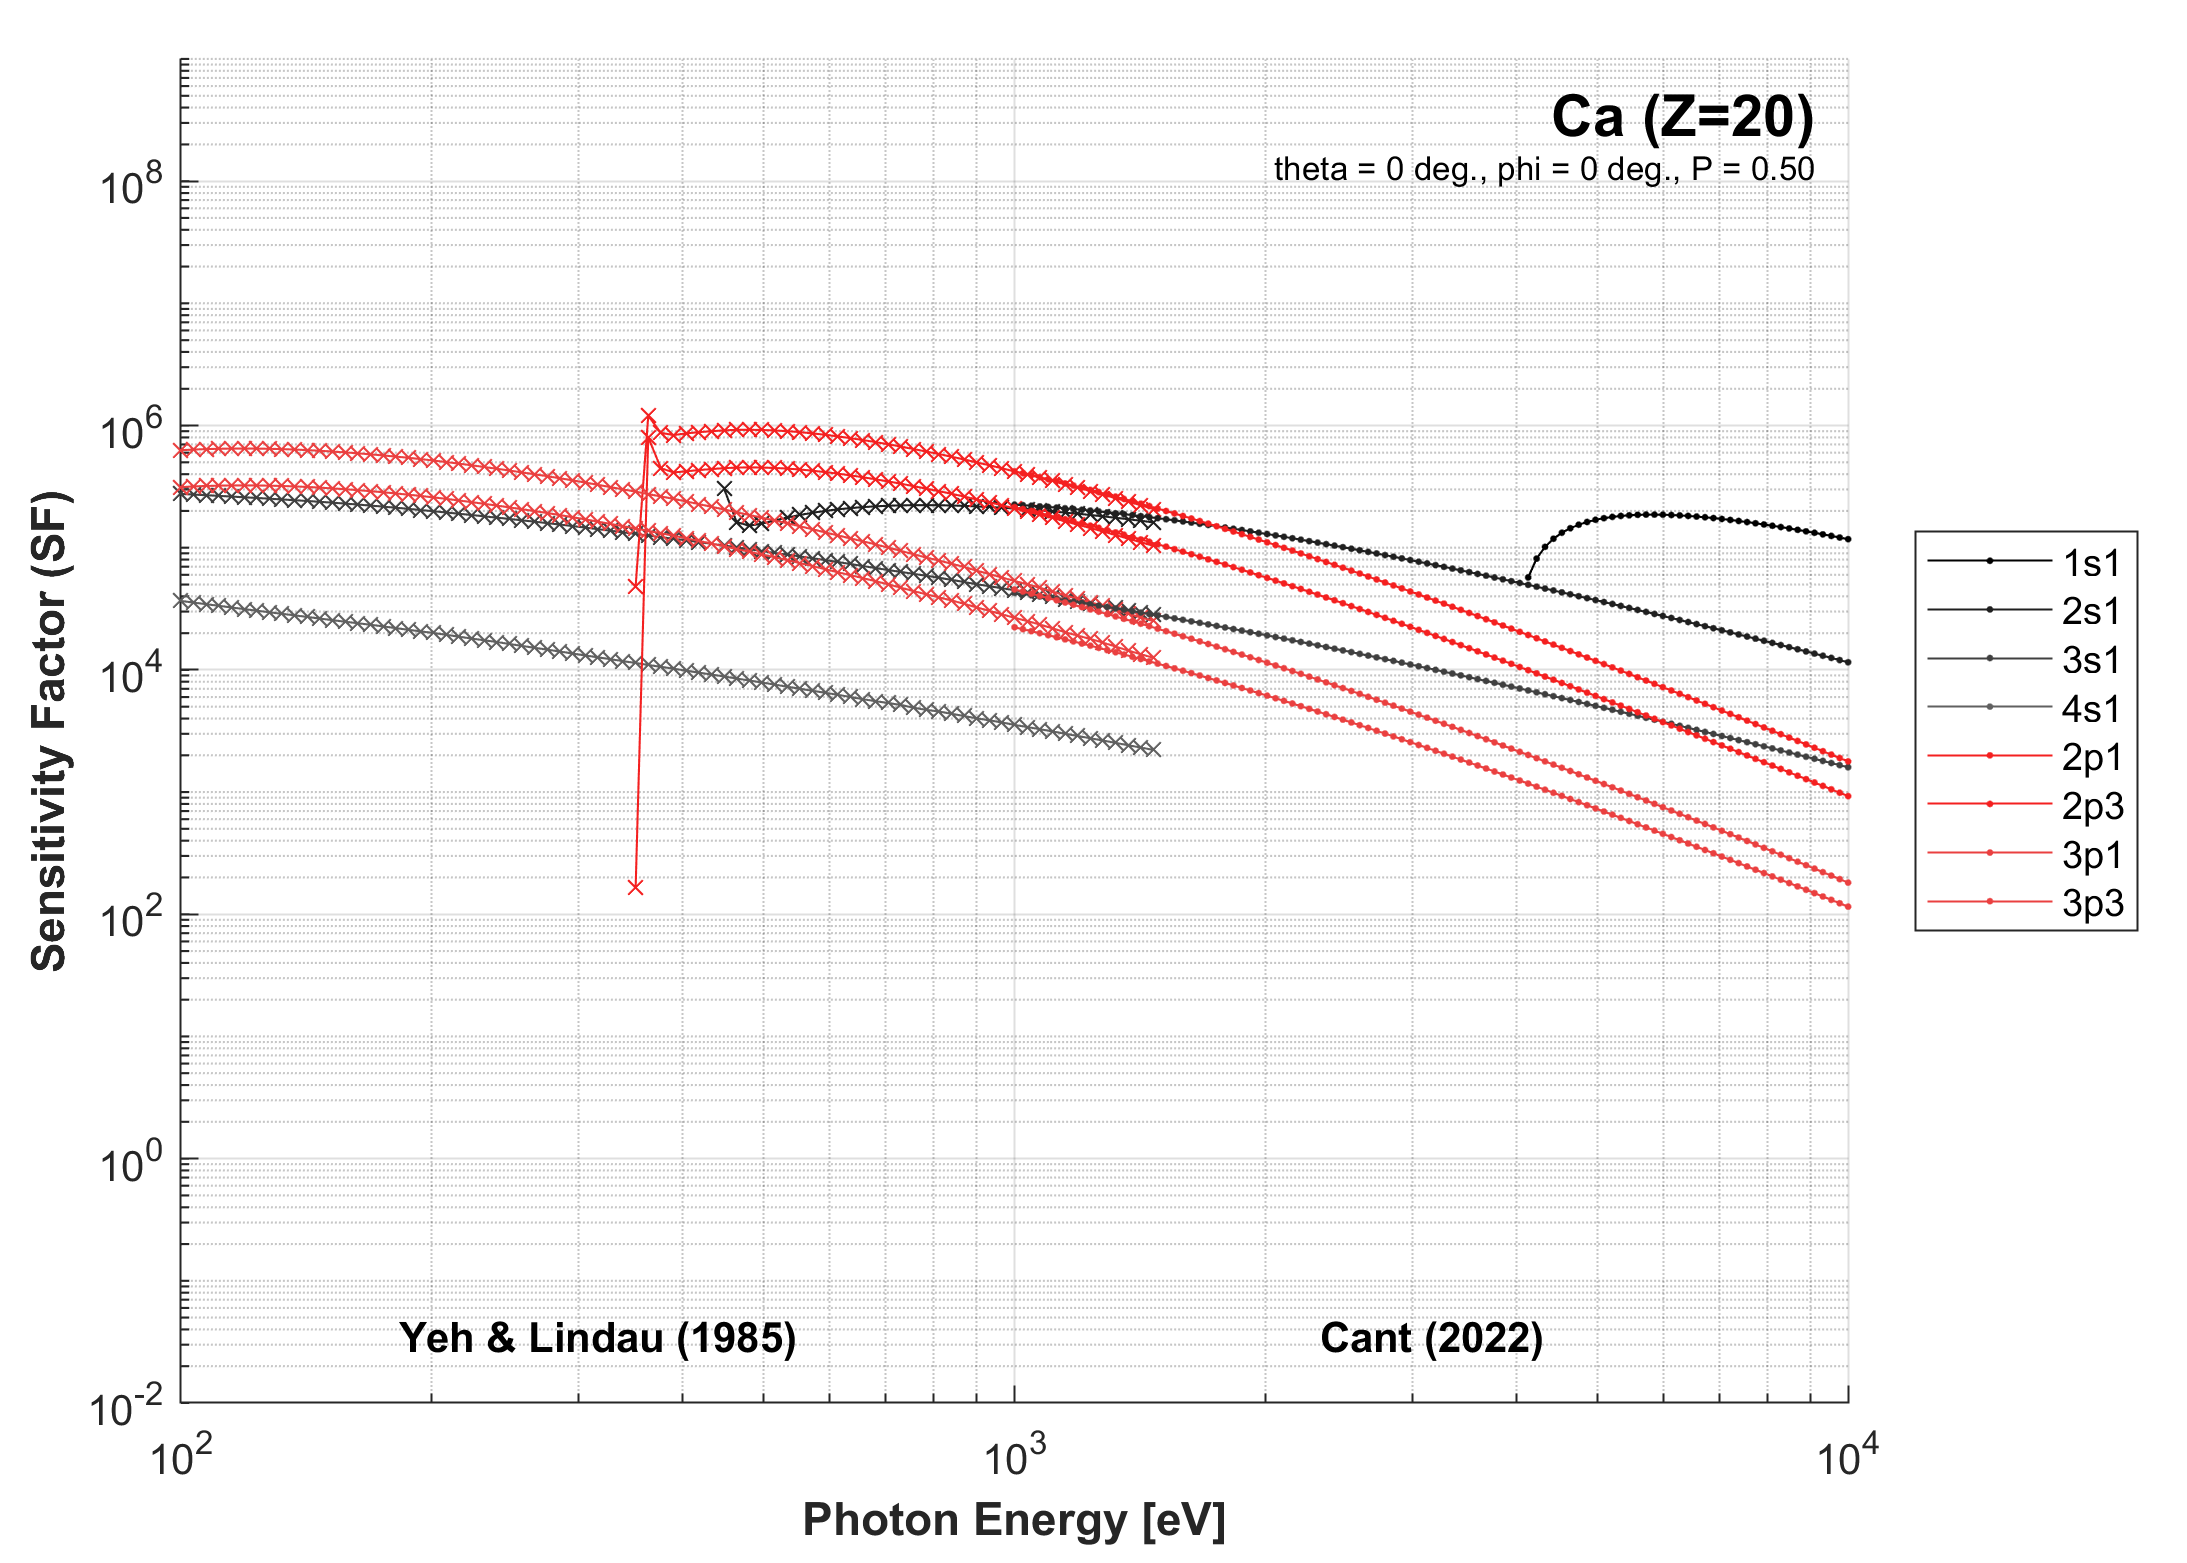 Ca (Z=20)
theta = 0 deg., phi = 0 deg., P = 0.50
10^8
10^6
10^4
10^2
10^0
10^-2
Sensitivity Factor (SF)
1s1
2s1
3s1
4s1
2p1
2p3
3p1
3p3
Yeh & Lindau (1985)
Cant (2022)
10^2
10^3
10^4
Photon Energy [eV]